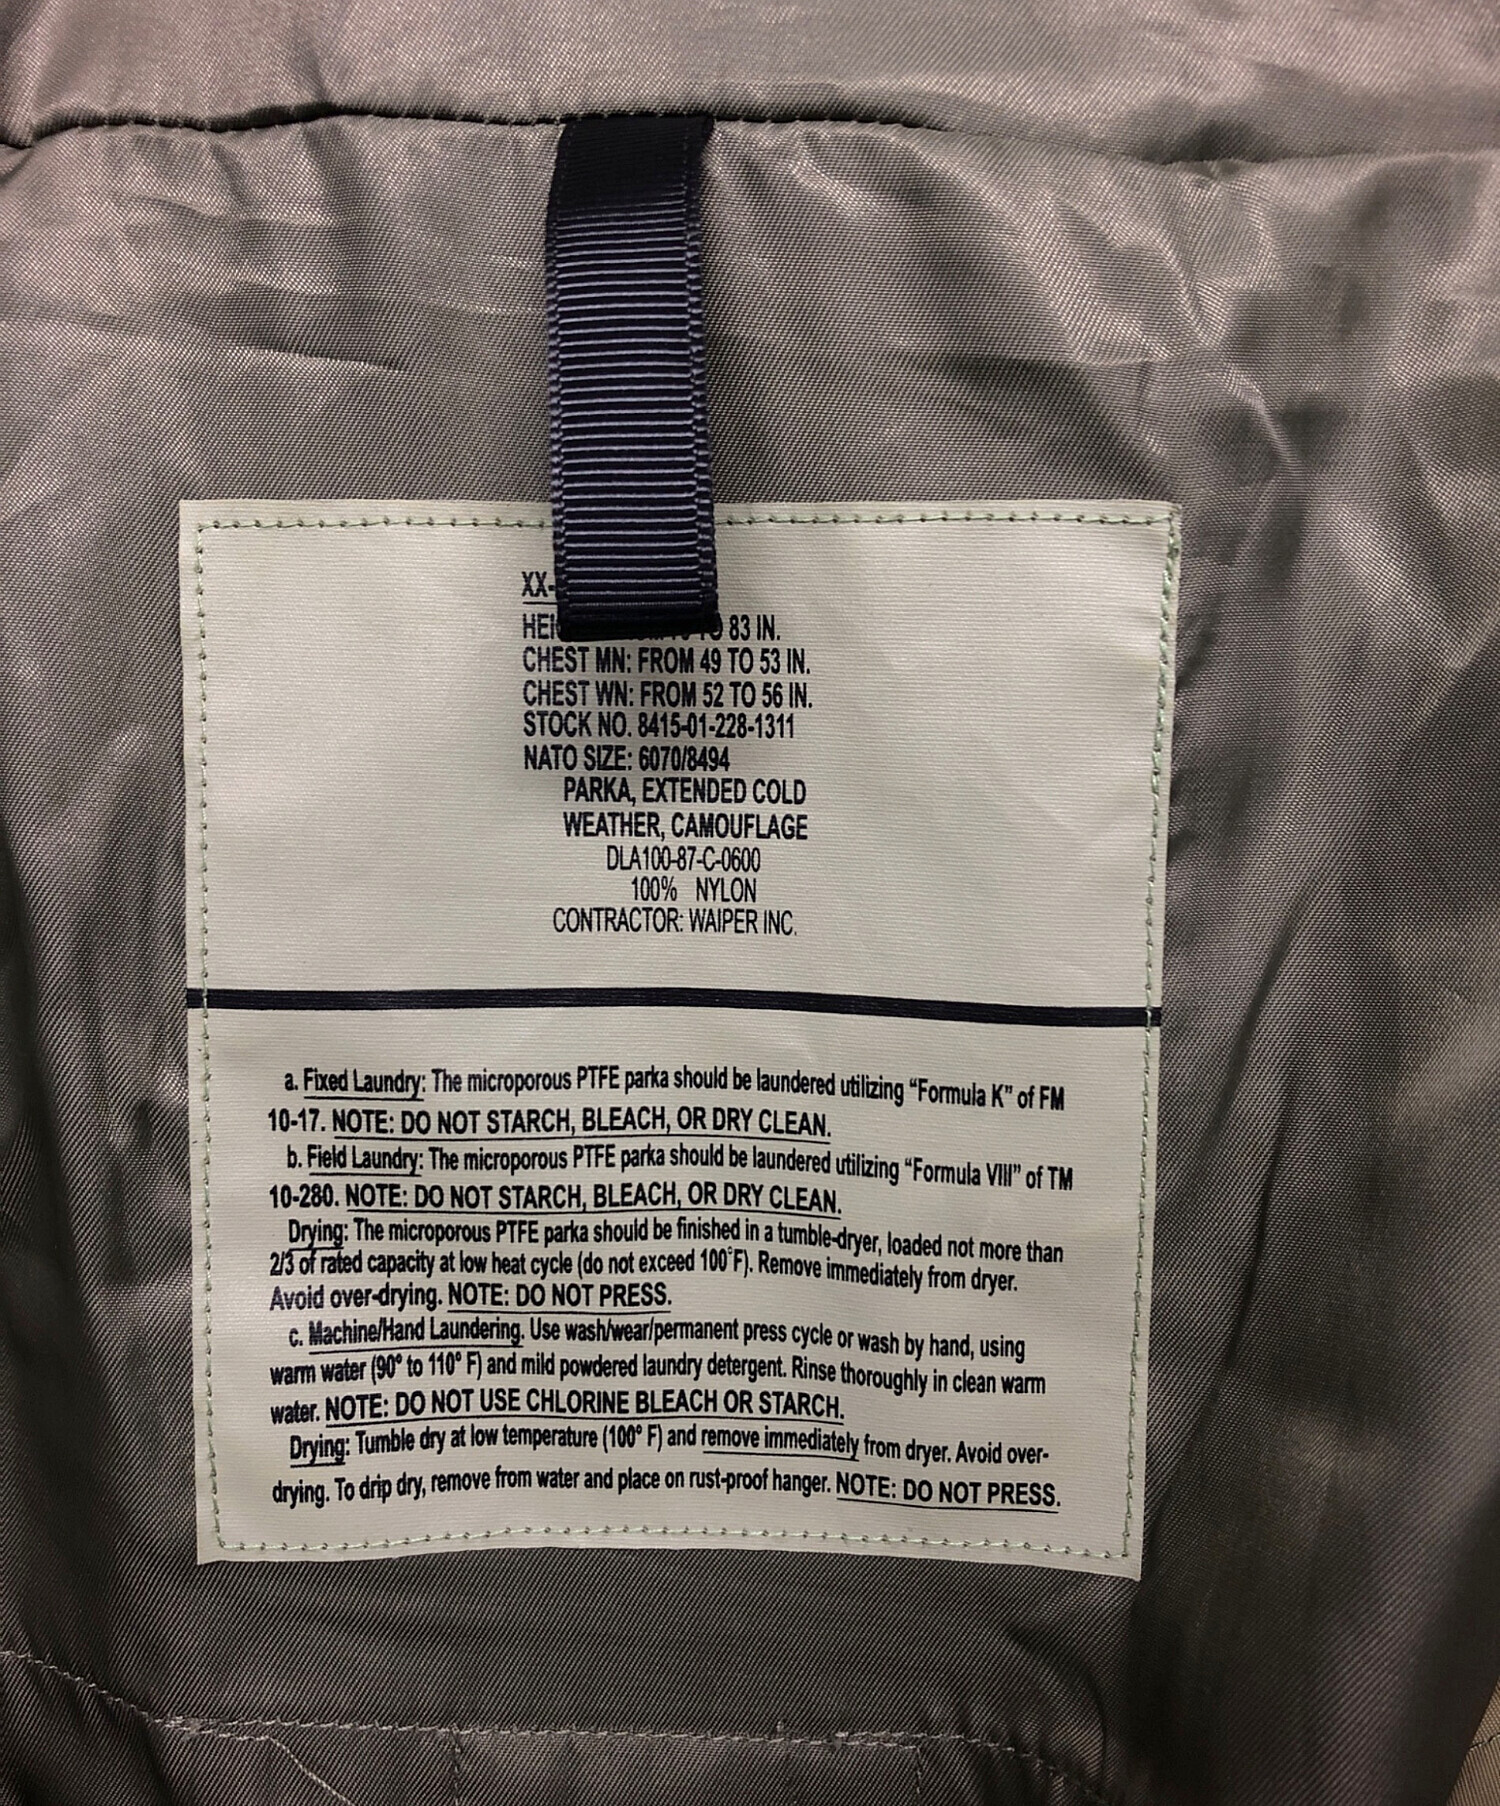 XX-
HEI 83 IN.
CHEST MN: FROM 49 TO 53 IN.
CHEST WN: FROM 52 TO 56 IN.
STOCK NO. 8415-01-228-1311
NATO SIZE: 6070/8494
PARKA, EXTENDED COLD
WEATHER, CAMOUFLAGE
DLA100-87-C-0600
100% NYLON
CONTRACTOR: WAIPER INC.
a. Fixed Laundry: The microporous PTFE parka should be laundered utilizing “Formula K” of FM
10-17. NOTE: DO NOT STARCH, BLEACH, OR DRY CLEAN.
b. Field Laundry: The microporous PTFE parka should be laundered utilizing “Formula VIII” of TM
10-280. NOTE: DO NOT STARCH, BLEACH, OR DRY CLEAN.
Drying: The microporous PTFE parka should be finished in a tumble-dryer, loaded not more than
2/3 of rated capacity at low heat cycle (do not exceed 100°F). Remove immediately from dryer.
Avoid over-drying. NOTE: DO NOT PRESS.
c. Machine/Hand Laundering. Use wash/wear/permanent press cycle or wash by hand, using
warm water (90° to 110° F) and mild powdered laundry detergent. Rinse thoroughly in clean warm
water. NOTE: DO NOT USE CHLORINE BLEACH OR STARCH.
Drying: Tumble dry at low temperature (100° F) and remove immediately from dryer. Avoid over-
drying. To drip dry, remove from water and place on rust-proof hanger. NOTE: DO NOT PRESS.